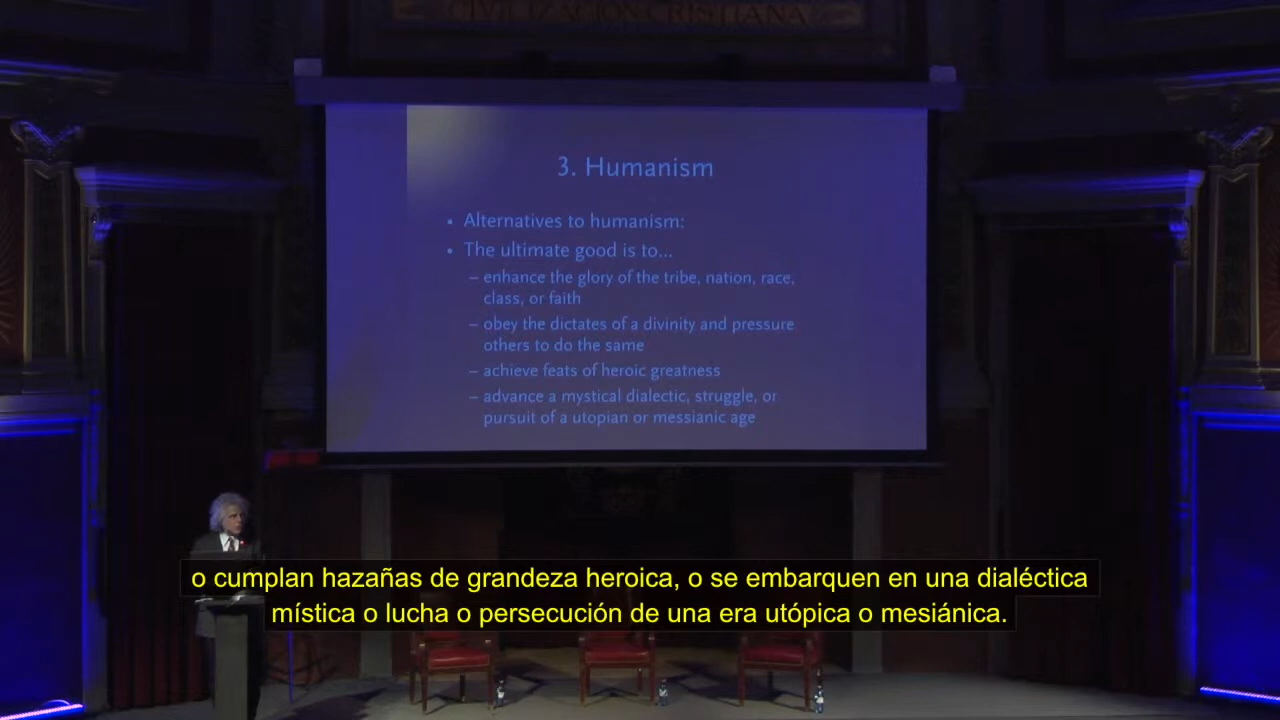 CIVILIZACION CRISTIANA
3. Humanism
• Alternatives to humanism:
• The ultimate good is to...
– enhance the glory of the tribe, nation, race,
class, or faith
– obey the dictates of a divinity and pressure
others to do the same
– achieve feats of heroic greatness
– advance a mystical dialectic, struggle, or
pursuit of a utopian or messianic age
o cumplan hazañas de grandeza heroica, o se embarquen en una dialéctica
mística o lucha o persecución de una era utópica o mesiánica.